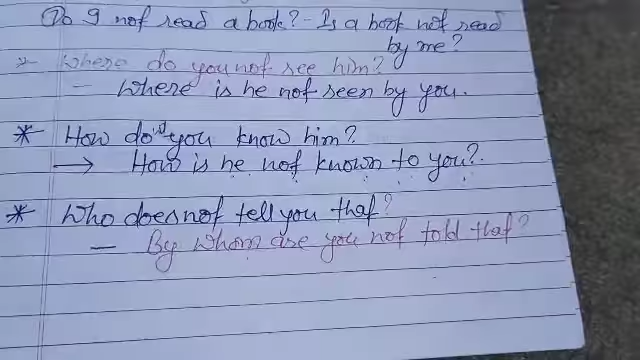 Do I not read a book? - Is a book not read
by me?
Where do you not see him?
- Where is he not seen by you.
* How do you know him?
→ How is he not known to you?
* Who does not tell you that?
- By whom are you not told that?